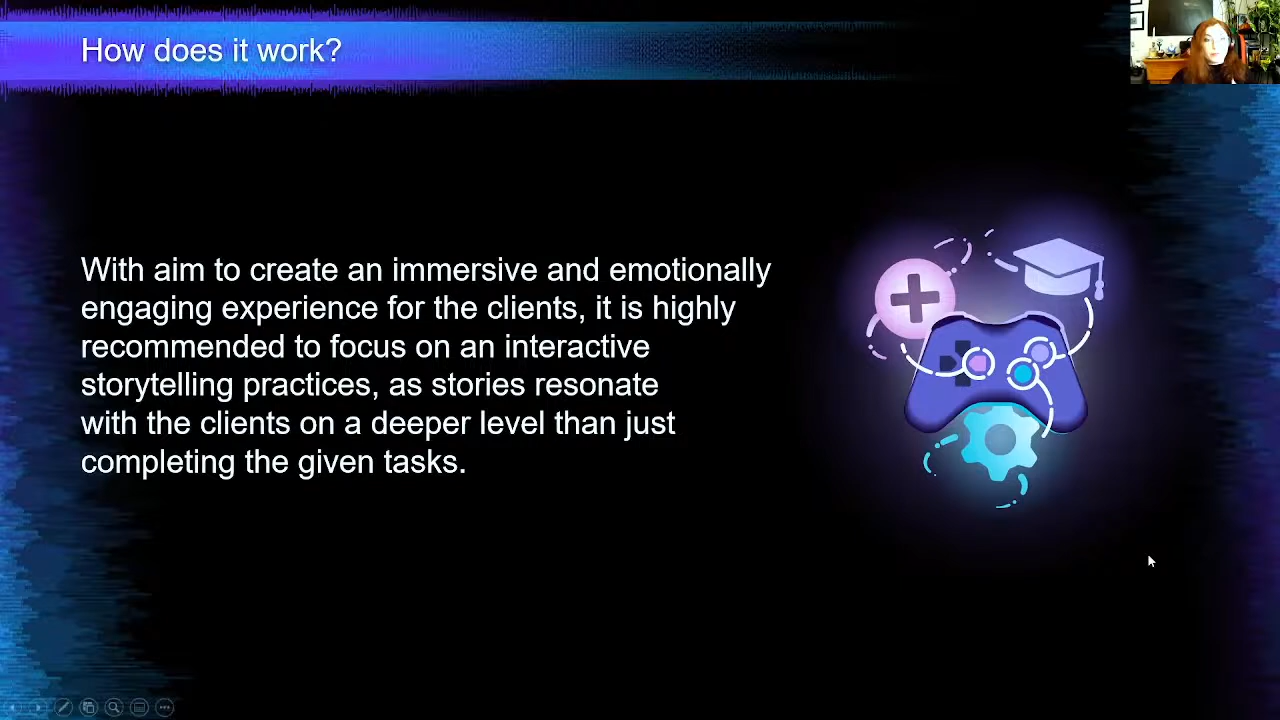 How does it work?
With aim to create an immersive and emotionally
engaging experience for the clients, it is highly
recommended to focus on an interactive
storytelling practices, as stories resonate
with the clients on a deeper level than just
completing the given tasks.